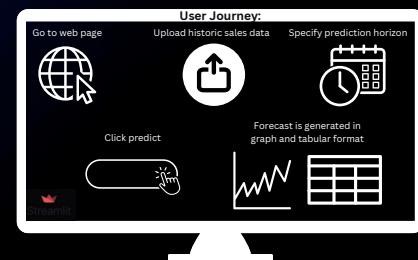 User Journey:
Go to web page
Upload historic sales data
Specify prediction horizon
Click predict
Forecast is generated in
graph and tabular format
Streamlit